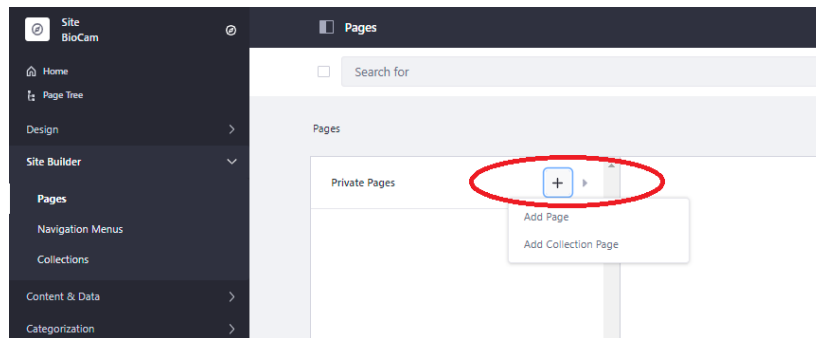 Site
BioCam
Home
Page Tree
Design
Site Builder
Pages
Navigation Menus
Collections
Content & Data
Categorization
Pages
Search for
Pages
Private Pages
+
Add Page
Add Collection Page